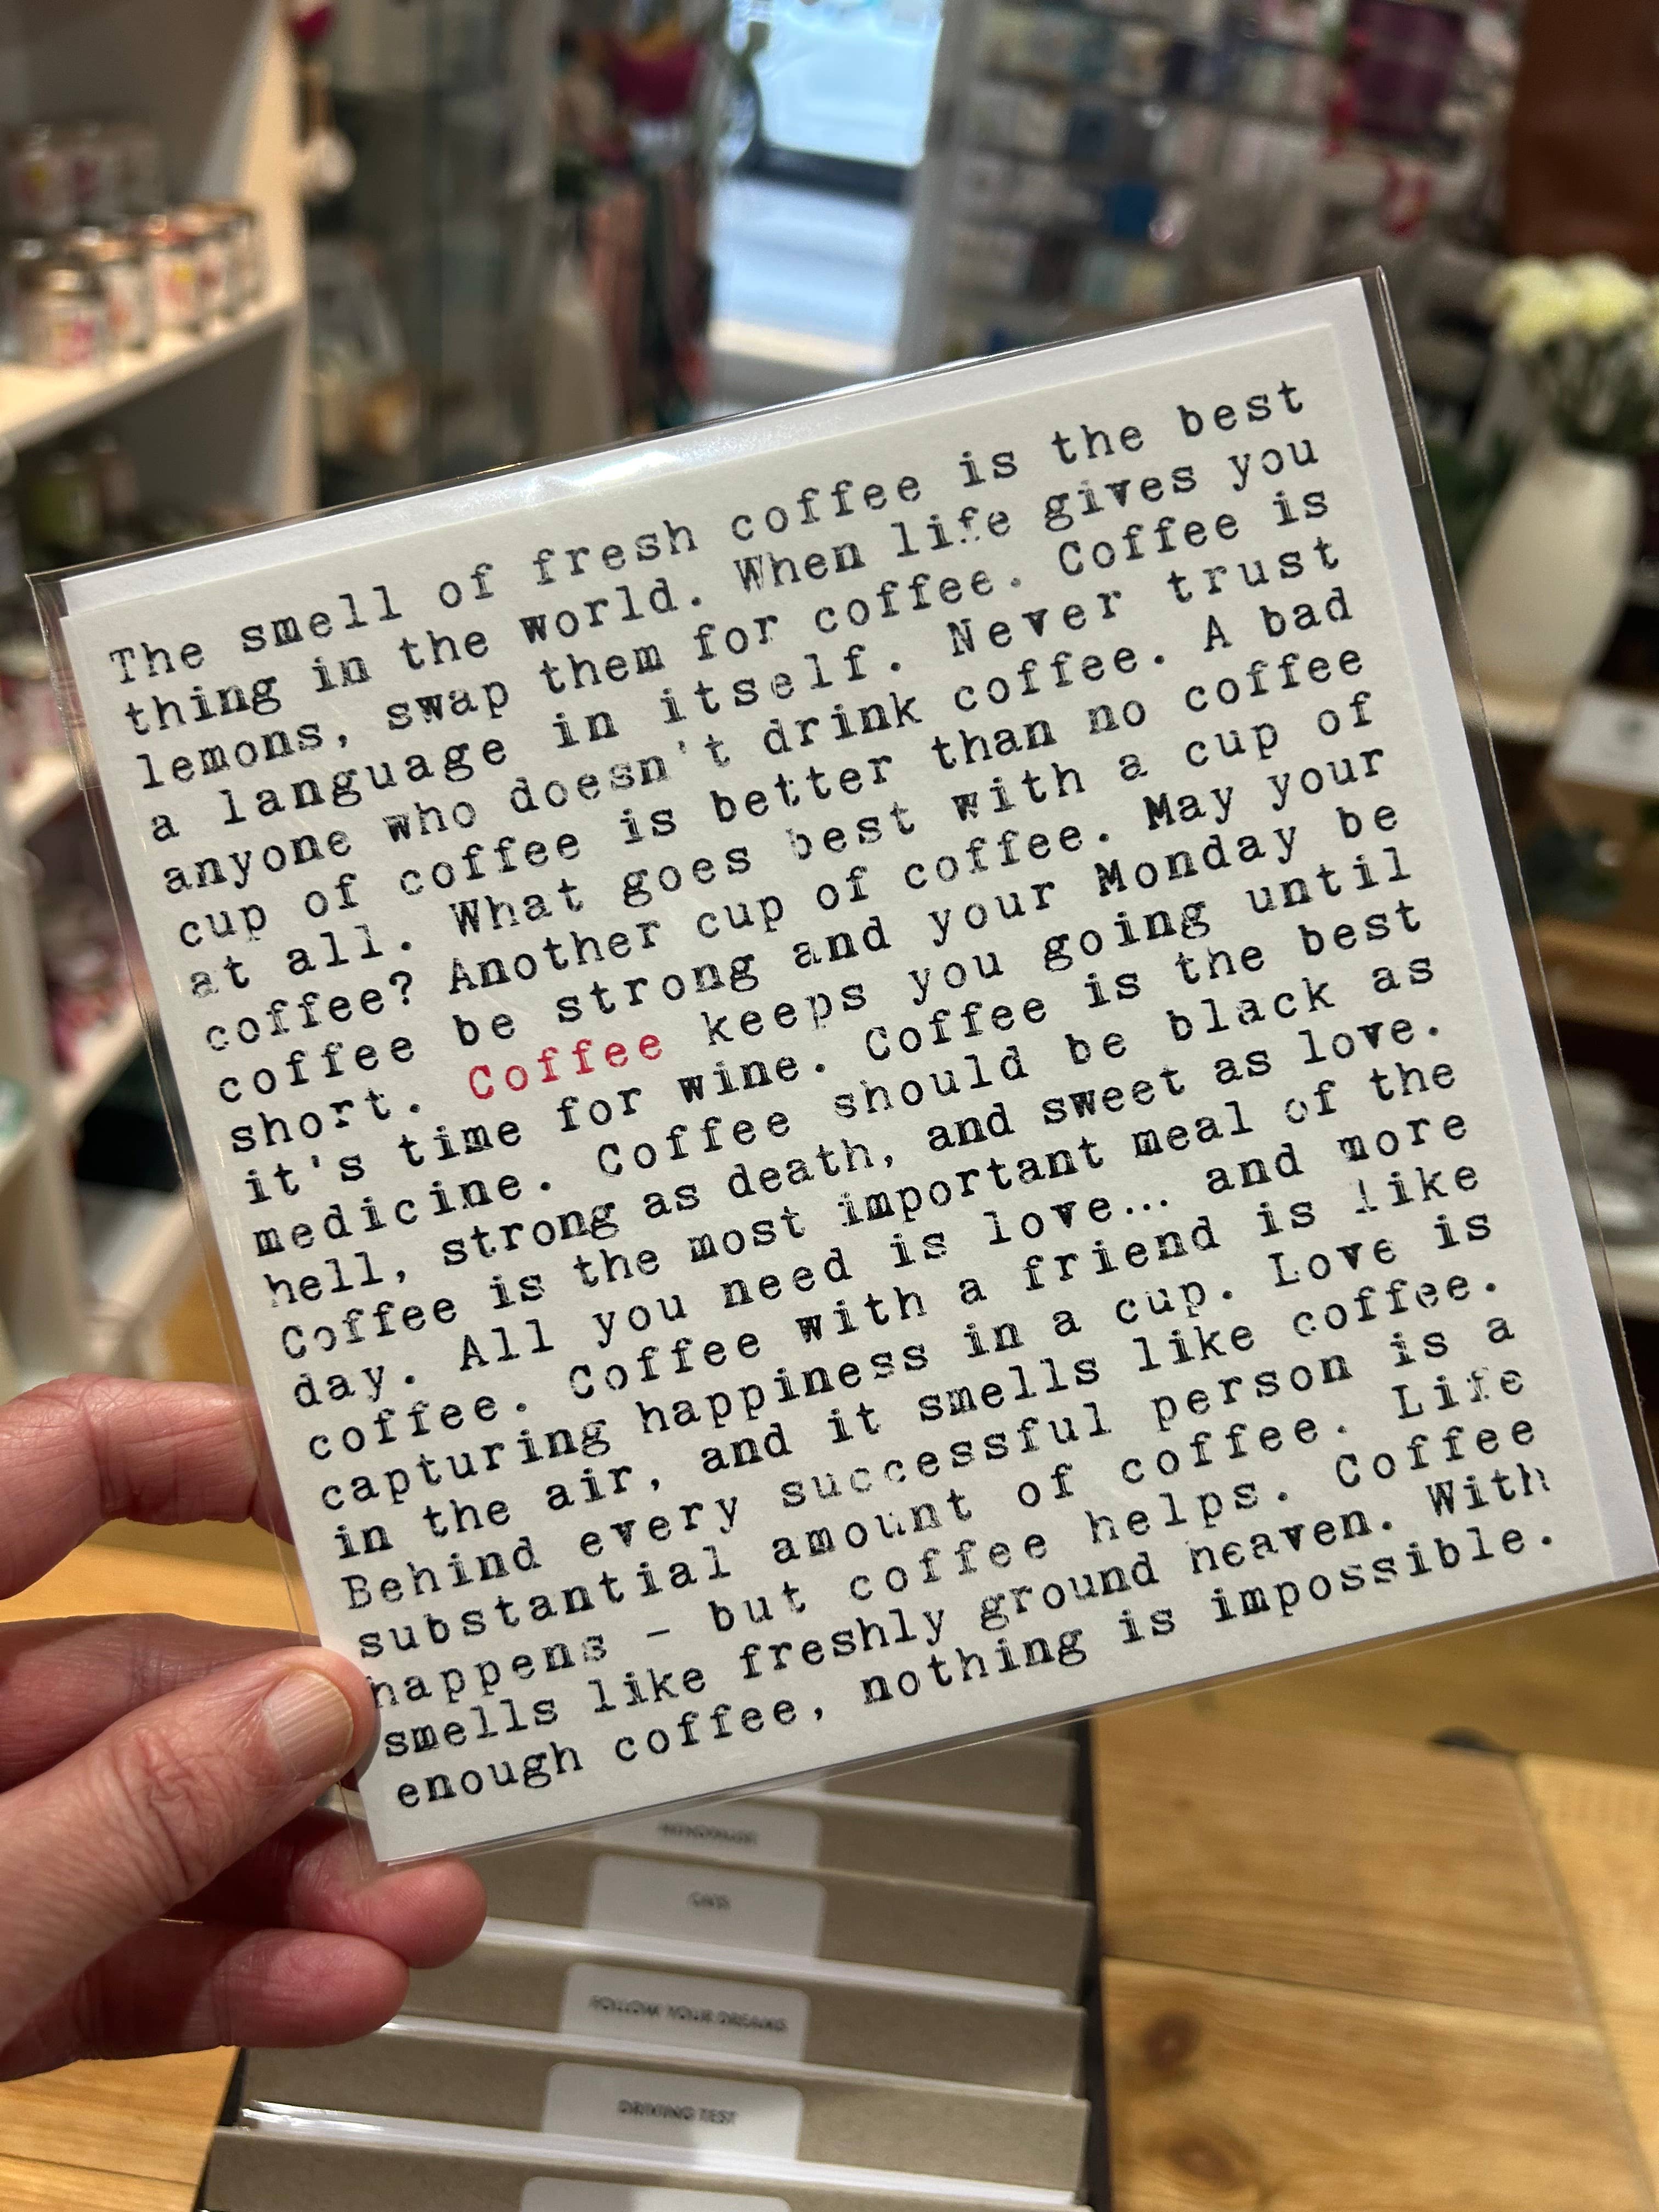 The smell of fresh coffee is the best
thing in the world. When life gives you
lemons, swap them for coffee. Coffee is
a language in itself. Never trust
anyone who doesn't drink coffee. A bad
cup of coffee is better than no coffee
at all. What goes best with a cup of
coffee? Another cup of coffee. May your
coffee be strong and your Monday be
short. Coffee keeps you going until
it's time for wine. Coffee is the best
medicine. Coffee should be black as
hell, strong as death, and sweet as love.
Coffee is the most important meal of the
day. All you need is love... and more
coffee. Coffee with a friend is like
capturing happiness in a cup. Love is
in the air, and it smells like coffee.
Behind every successful person is a
substantial amount of coffee. Life
happens - but coffee helps. Coffee
smells like freshly ground heaven. With
enough coffee, nothing is impossible.
FOLLOW YOUR DREAMS
DRIVING TEST